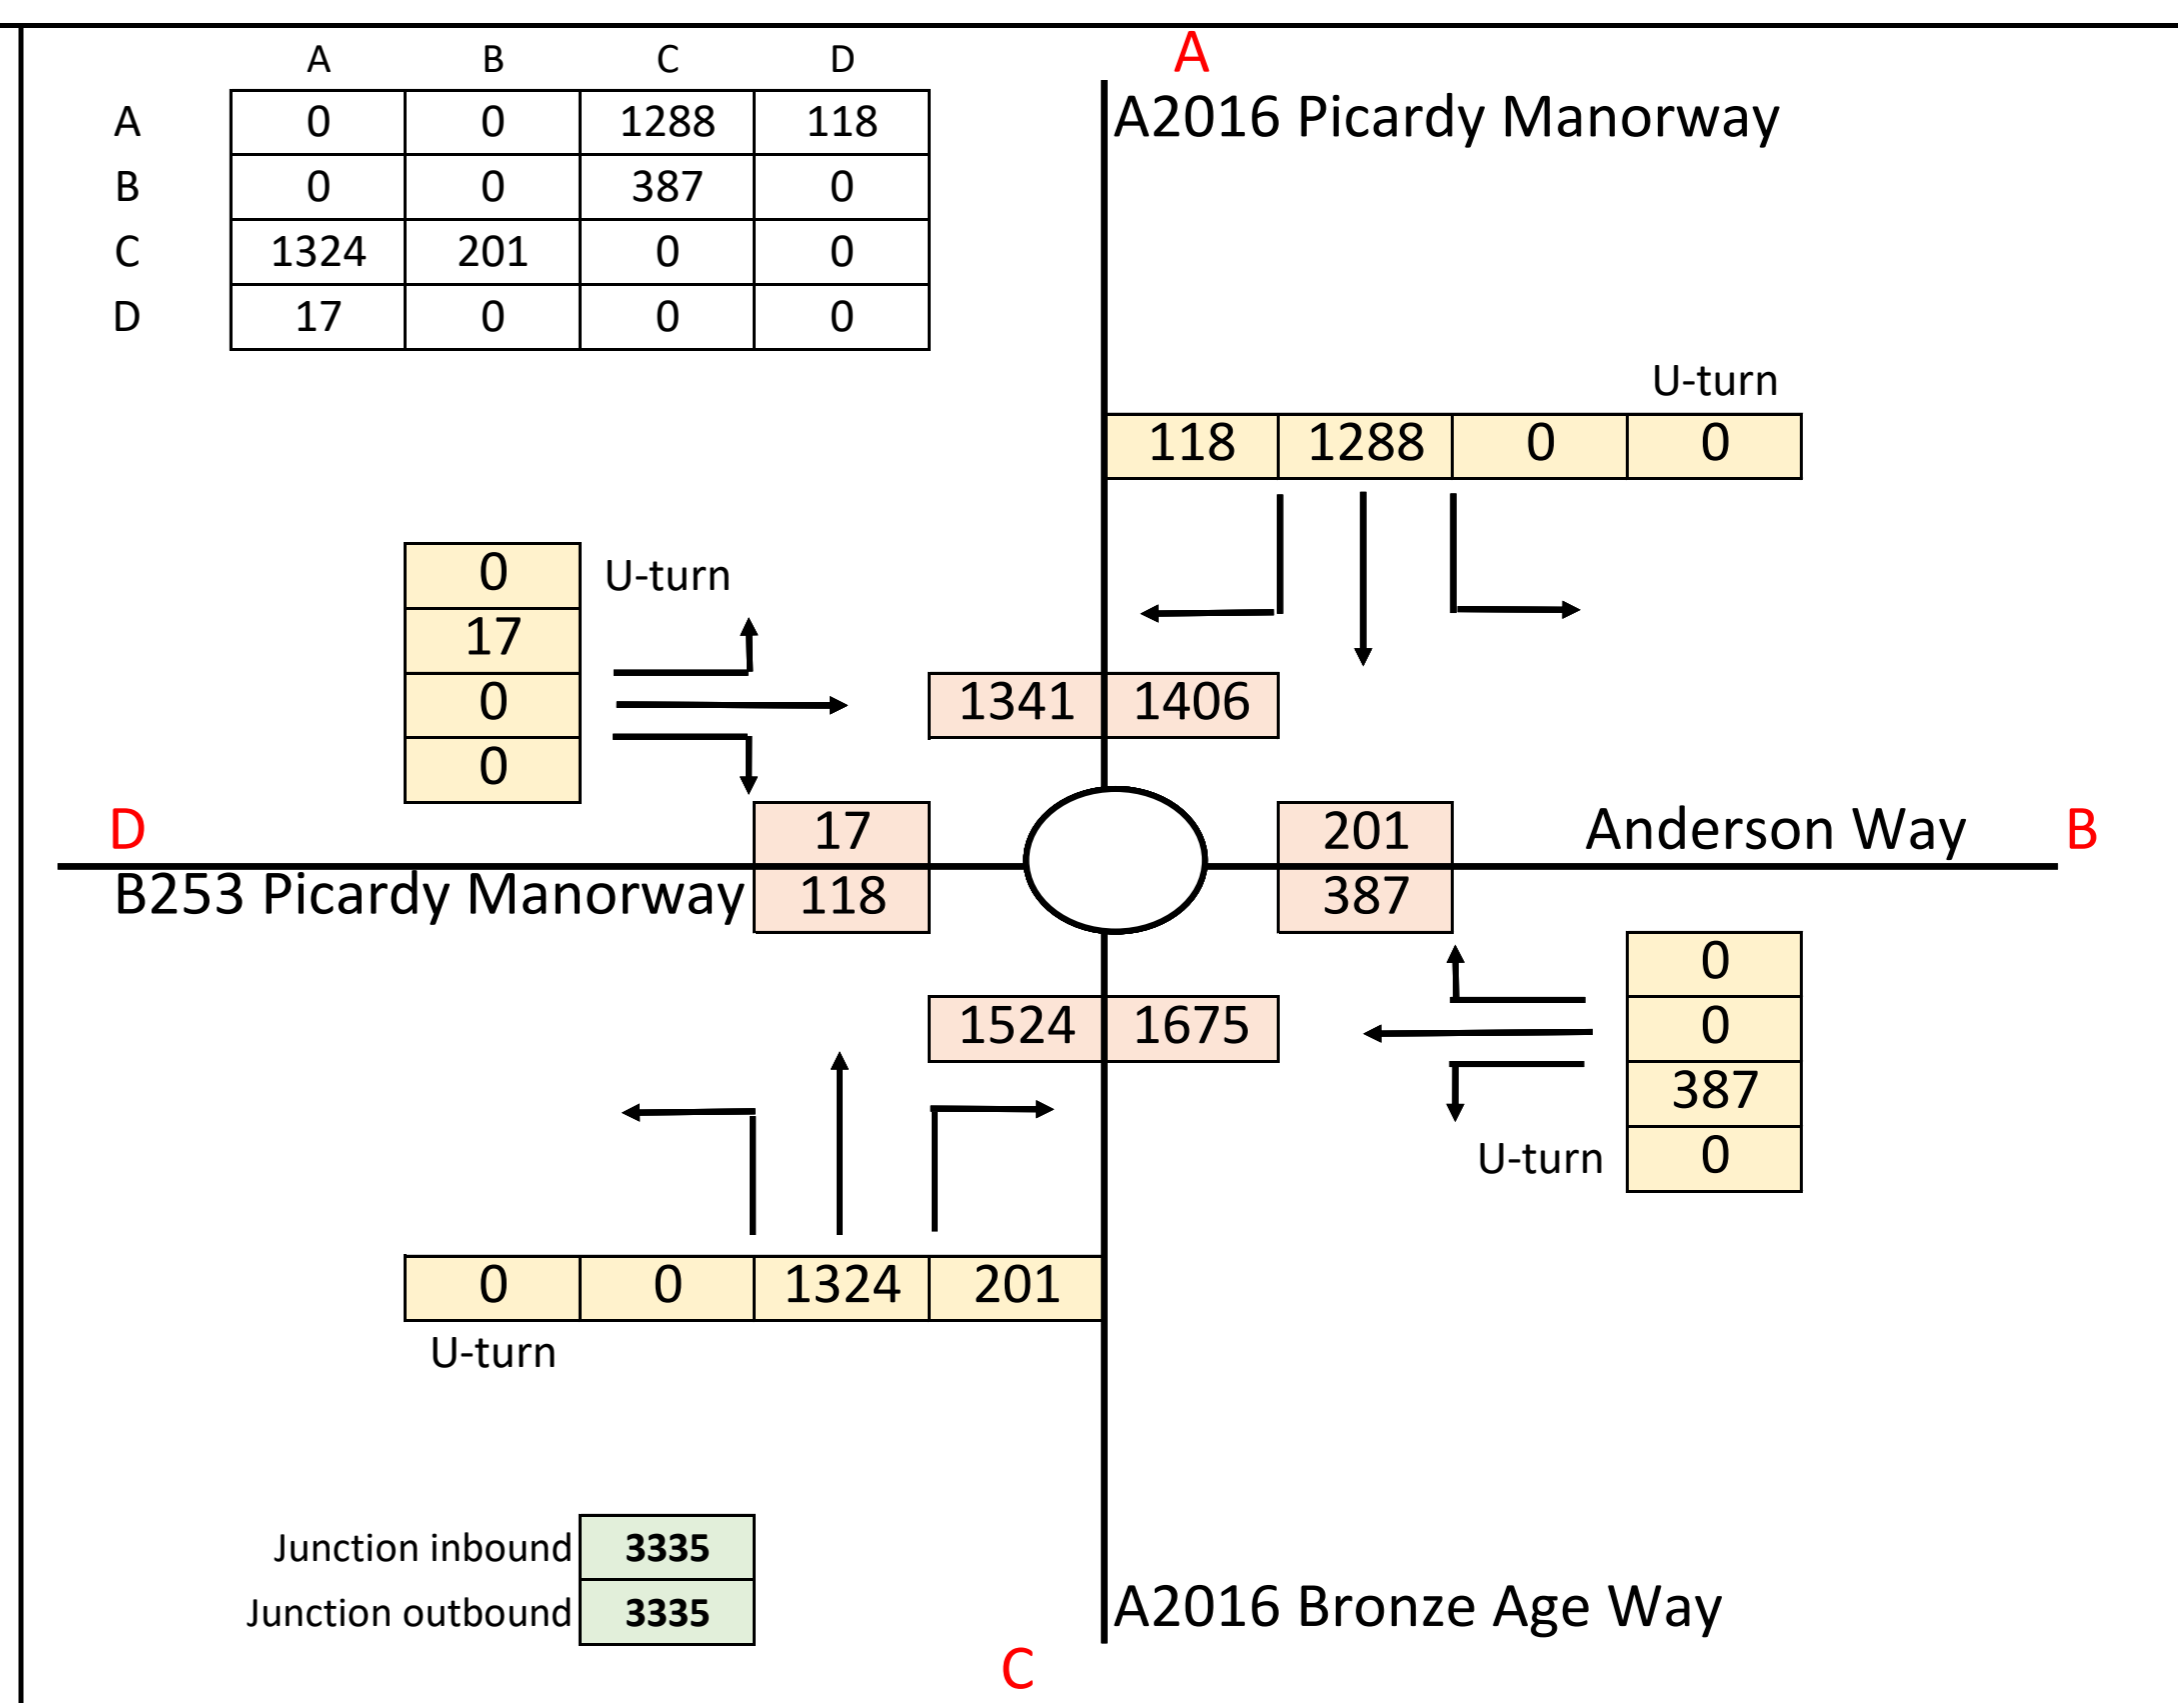 A B C D
A 0 0 1288 118
B 0 0 387 0
C 1324 201 0 0
D 17 0 0 0
A
A2016 Picardy Manorway
U-turn
118 1288 0 0
0 U-turn
17
0
0
1341 1406
D
B253 Picardy Manorway
17
118
201
387
Anderson Way B
1524 1675
0
0
387
U-turn 0
0 0 1324 201
U-turn
Junction inbound 3335
Junction outbound 3335
A2016 Bronze Age Way
C